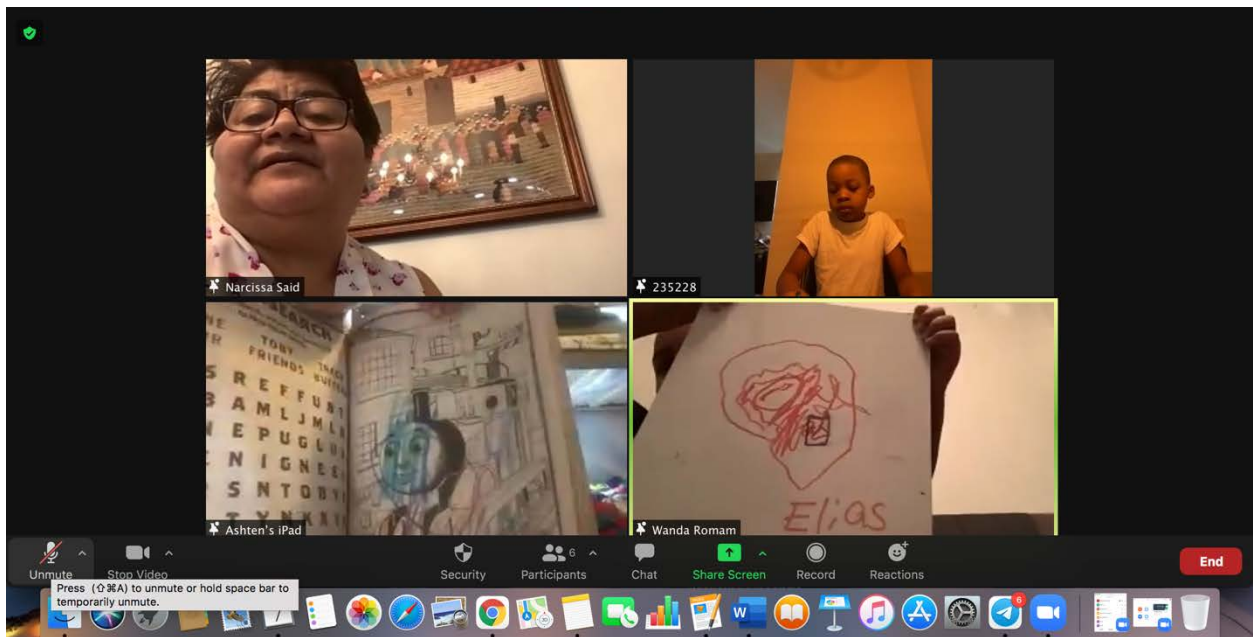 Narcissa Said
235228
SEARCH
TOBY
FRIENDS
S R E F F U N
B A M L J M L
E P U G L U
N I G N E
S N T O B Y
Ashten's iPad
Elias
Wanda Romam
Unmute
Stop Video
Security
6
Participants
Chat
Share Screen
Record
Reactions
End
Press (⇧⌘A) to unmute or hold space bar to
temporarily unmute.
6